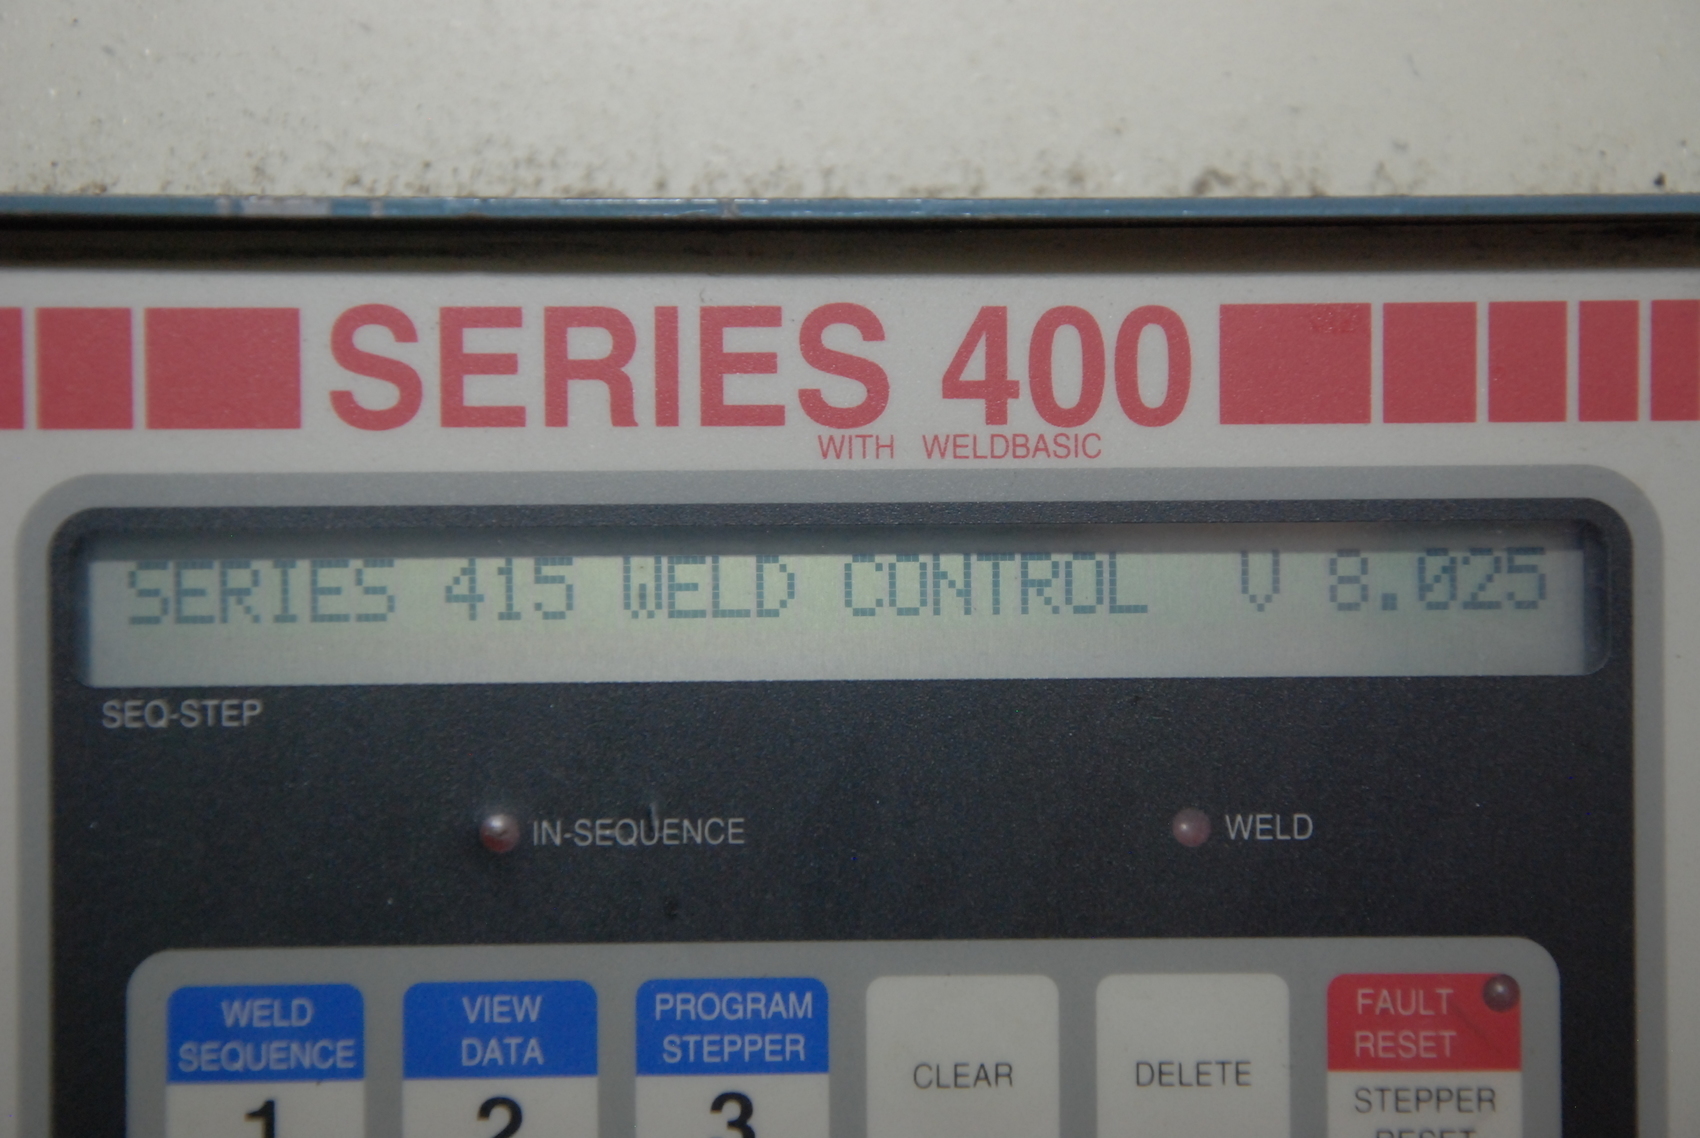 SERIES 400
WITH WELDBASIC
SERIES 415 WELD CONTROL V 8.025
SEQ-STEP
IN-SEQUENCE
WELD
WELD
SEQUENCE
1
VIEW
DATA
2
PROGRAM
STEPPER
3
CLEAR
DELETE
FAULT
RESET
STEPPER
RESET